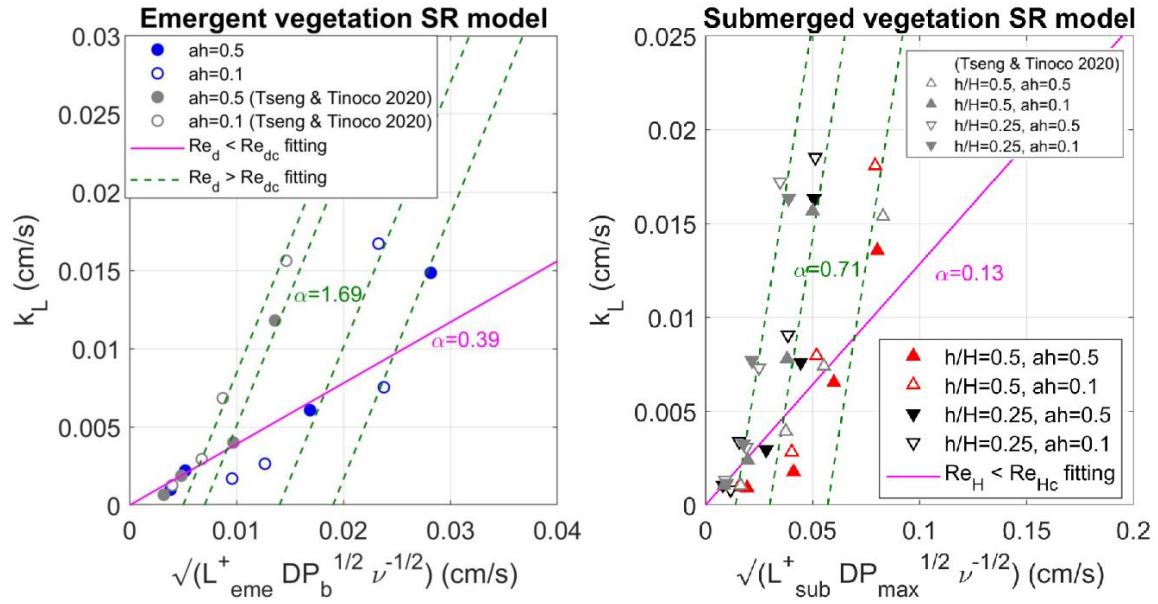 Emergent vegetation SR model
0.03
0.025
0.02
0.015
0.01
0.005
0
k_L (cm/s)
ah=0.5
ah=0.1
ah=0.5 (Tseng & Tinoco 2020)
ah=0.1 (Tseng & Tinoco 2020)
Re_d < Re_dc fitting
Re_d > Re_dc fitting
α=1.69
α=0.39
0 0.01 0.02 0.03 0.04
√(L^+_eme DP_b^1/2 ν^-1/2) (cm/s)
Submerged vegetation SR model
0.025
0.02
0.015
0.01
0.005
0
k_L (cm/s)
(Tseng & Tinoco 2020)
h/H=0.5, ah=0.5
h/H=0.5, ah=0.1
h/H=0.25, ah=0.5
h/H=0.25, ah=0.1
α=0.71
α=0.13
h/H=0.5, ah=0.5
h/H=0.5, ah=0.1
h/H=0.25, ah=0.5
h/H=0.25, ah=0.1
Re_H < Re_Hc fitting
0 0.05 0.1 0.15 0.2
√(L^+_sub DP_max^1/2 ν^-1/2) (cm/s)